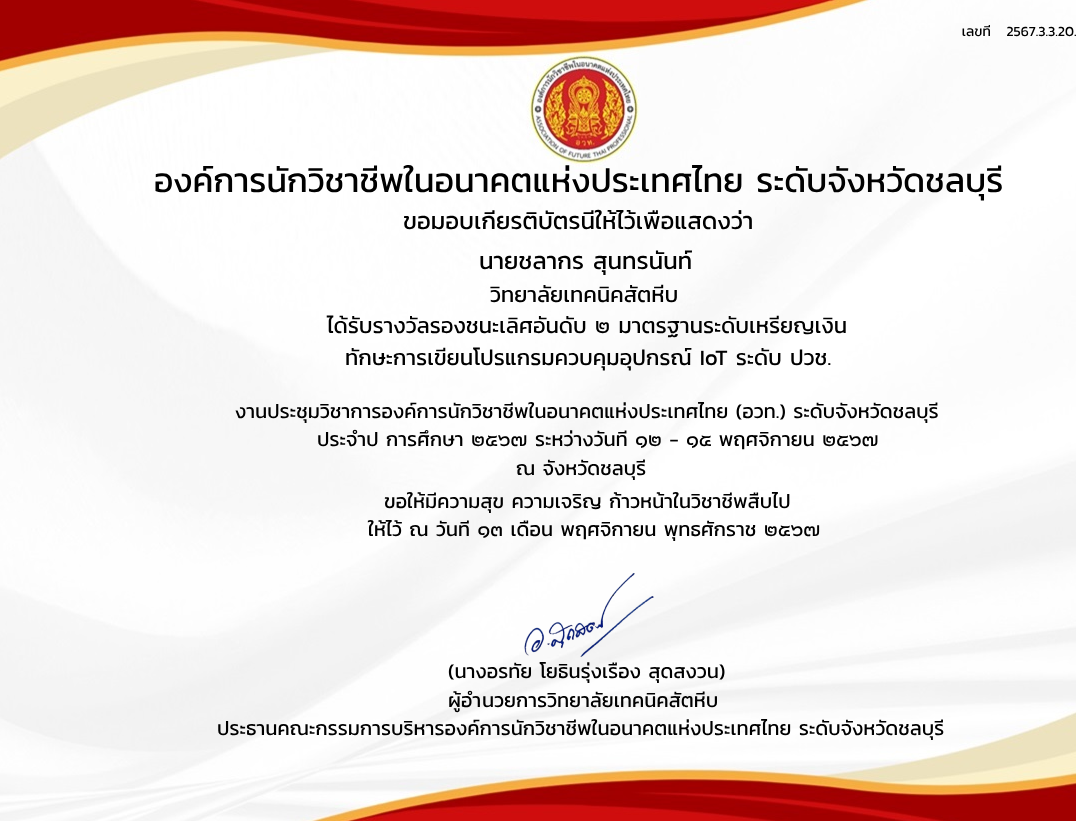 เลขที่ 2567.3.3.20.
องค์การนักวิชาชีพในอนาคตแห่งประเทศไทย
ASSOCIATION OF FUTURE THAI PROFESSIONAL
อวท.
องค์การนักวิชาชีพในอนาคตแห่งประเทศไทย ระดับจังหวัดชลบุรี
ขอมอบเกียรติบัตรนี้ให้ไว้เพื่อแสดงว่า
นายชลากร สุนทรนันท์
วิทยาลัยเทคนิคสัตหีบ
ได้รับรางวัลรองชนะเลิศอันดับ ๒ มาตรฐานระดับเหรียญเงิน
ทักษะการเขียนโปรแกรมควบคุมอุปกรณ์ IoT ระดับ ปวช.
งานประชุมวิชาการองค์การนักวิชาชีพในอนาคตแห่งประเทศไทย (อวท.) ระดับจังหวัดชลบุรี
ประจำป การศึกษา ๒๕๖๗ ระหว่างวันที่ ๑๒ - ๑๔ พฤศจิกายน ๒๕๖๗
ณ จังหวัดชลบุรี
ขอให้มีความสุข ความเจริญ ก้าวหน้าในวิชาชีพสืบไป
ให้ไว้ ณ วันที่ ๑๓ เดือน พฤศจิกายน พุทธศักราช ๒๕๖๗
(นางอรทัย โยธินรุ่งเรือง สุดสงวน)
ผู้อำนวยการวิทยาลัยเทคนิคสัตหีบ
ประธานคณะกรรมการบริหารองค์การนักวิชาชีพในอนาคตแห่งประเทศไทย ระดับจังหวัดชลบุรี